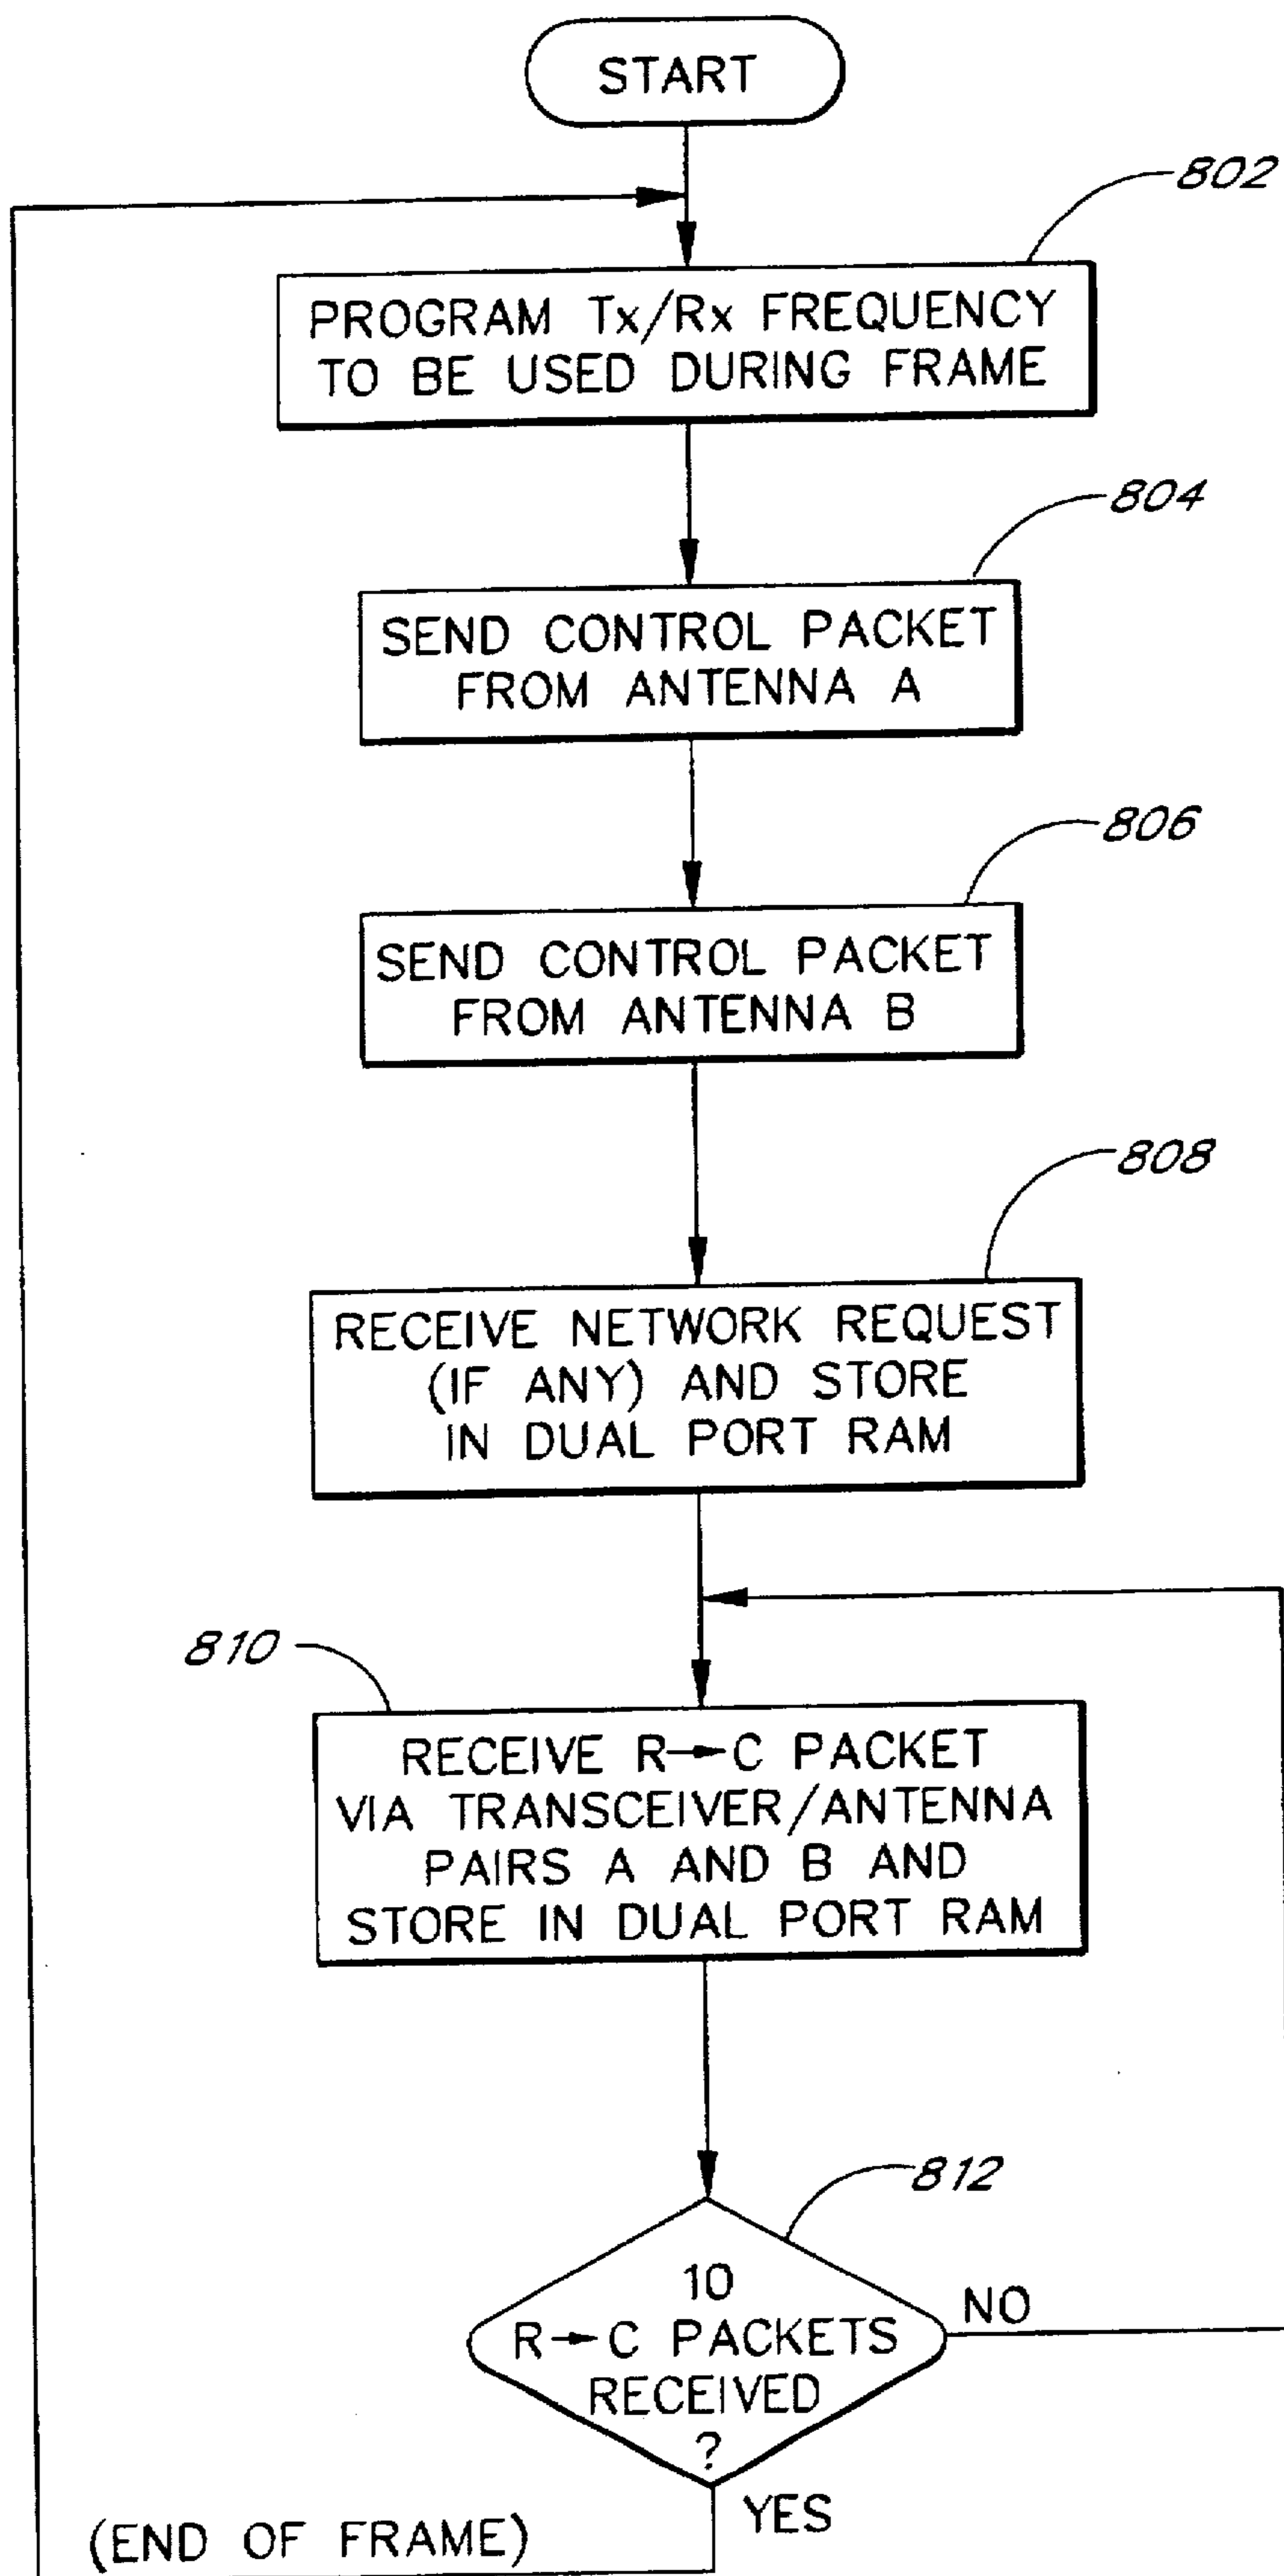 START
802
PROGRAM Tx/Rx FREQUENCY
TO BE USED DURING FRAME
804
SEND CONTROL PACKET
FROM ANTENNA A
806
SEND CONTROL PACKET
FROM ANTENNA B
808
RECEIVE NETWORK REQUEST
(IF ANY) AND STORE
IN DUAL PORT RAM
810
RECEIVE R→C PACKET
VIA TRANSCEIVER/ANTENNA
PAIRS A AND B AND
STORE IN DUAL PORT RAM
812
10
R→C PACKETS
RECEIVED
?
NO
YES
(END OF FRAME)